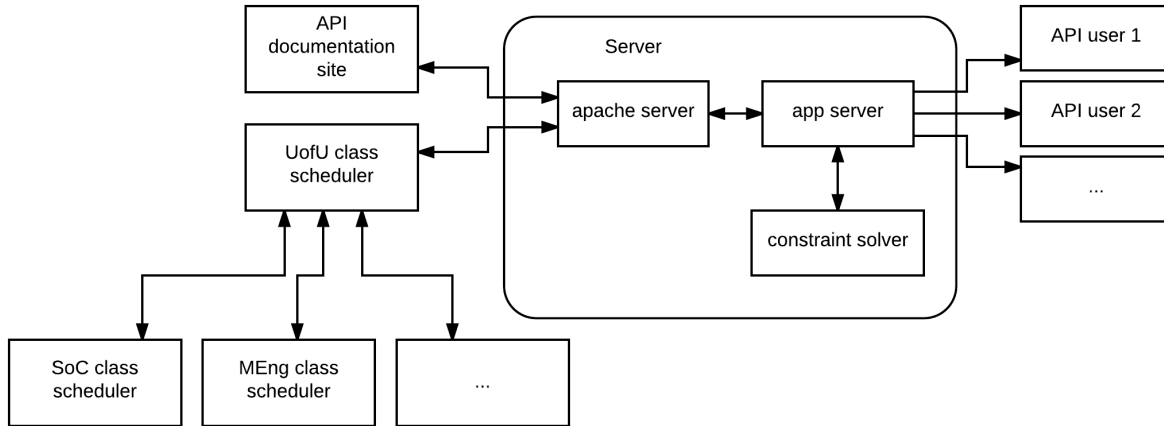 API
documentation
site
Server
API user 1
apache server
app server
API user 2
UofU class
scheduler
...
constraint solver
SoC class
scheduler
MEng class
scheduler
...